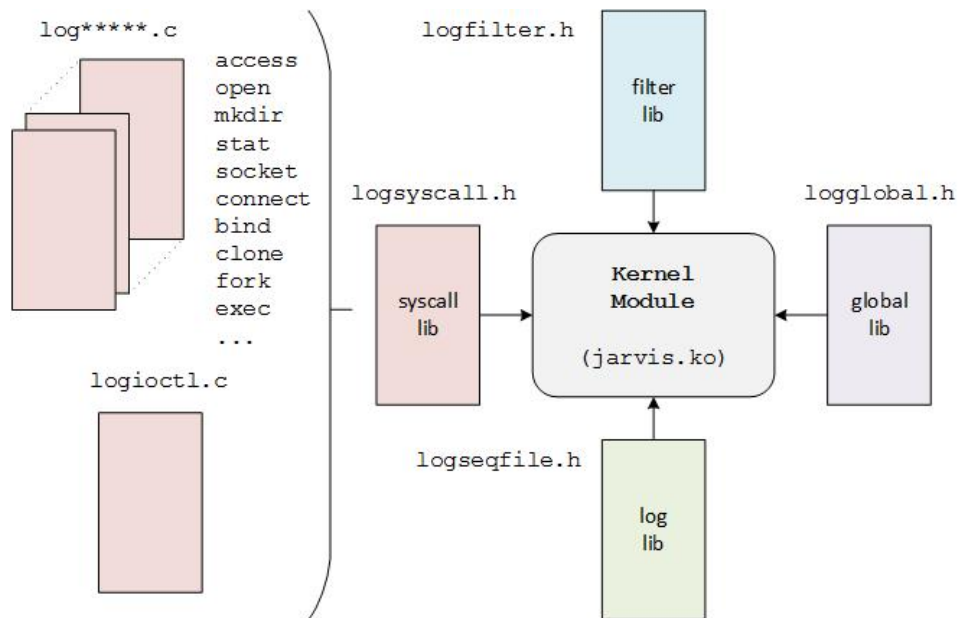 log*****.c
access
open
mkdir
stat
socket
connect
bind
clone
fork
exec
...
logioctl.c
logfilter.h
filter
lib
logsyscall.h
syscall
lib
Kernel
Module
(jarvis.ko)
logglobal.h
global
lib
logseqfile.h
log
lib